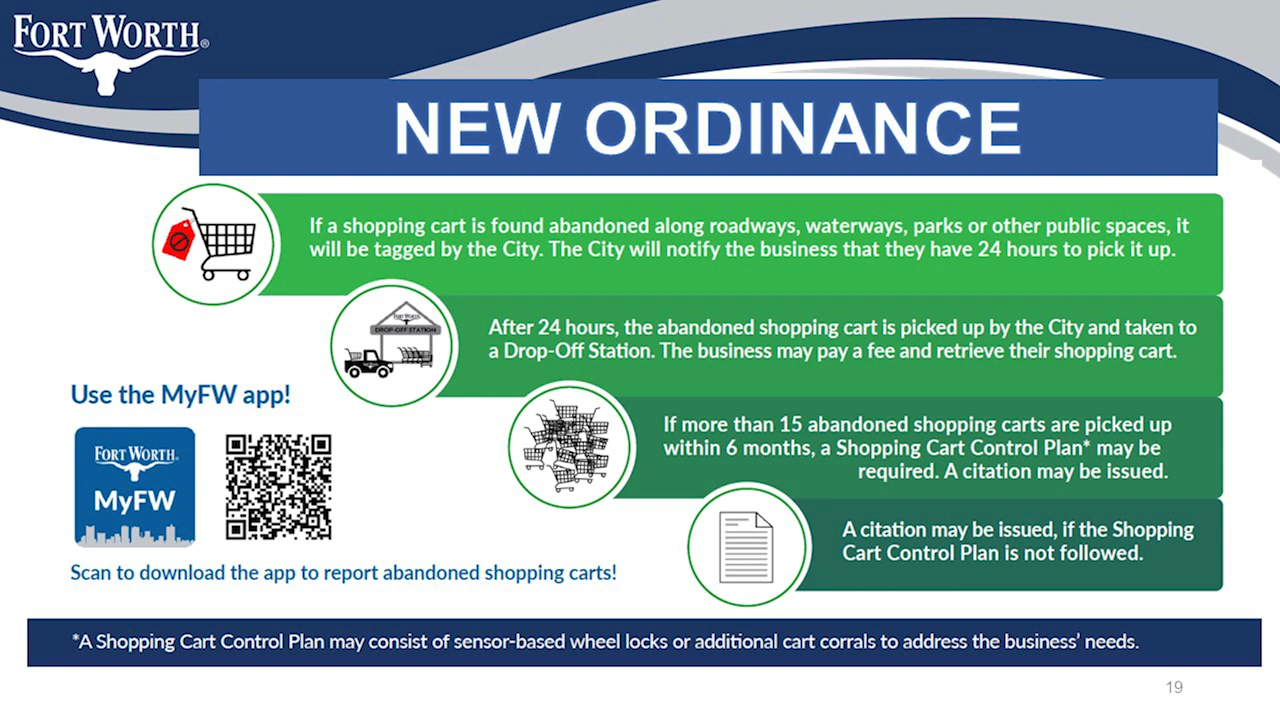 FORT WORTH®
NEW ORDINANCE
If a shopping cart is found abandoned along roadways, waterways, parks or other public spaces, it
will be tagged by the City. The City will notify the business that they have 24 hours to pick it up.
FORT WORTH
DROP-OFF STATION
After 24 hours, the abandoned shopping cart is picked up by the City and taken to
a Drop-Off Station. The business may pay a fee and retrieve their shopping cart.
If more than 15 abandoned shopping carts are picked up
within 6 months, a Shopping Cart Control Plan* may be
required. A citation may be issued.
A citation may be issued, if the Shopping
Cart Control Plan is not followed.
Use the MyFW app!
FORT WORTH
MyFW
Scan to download the app to report abandoned shopping carts!
*A Shopping Cart Control Plan may consist of sensor-based wheel locks or additional cart corrals to address the business’ needs.
19